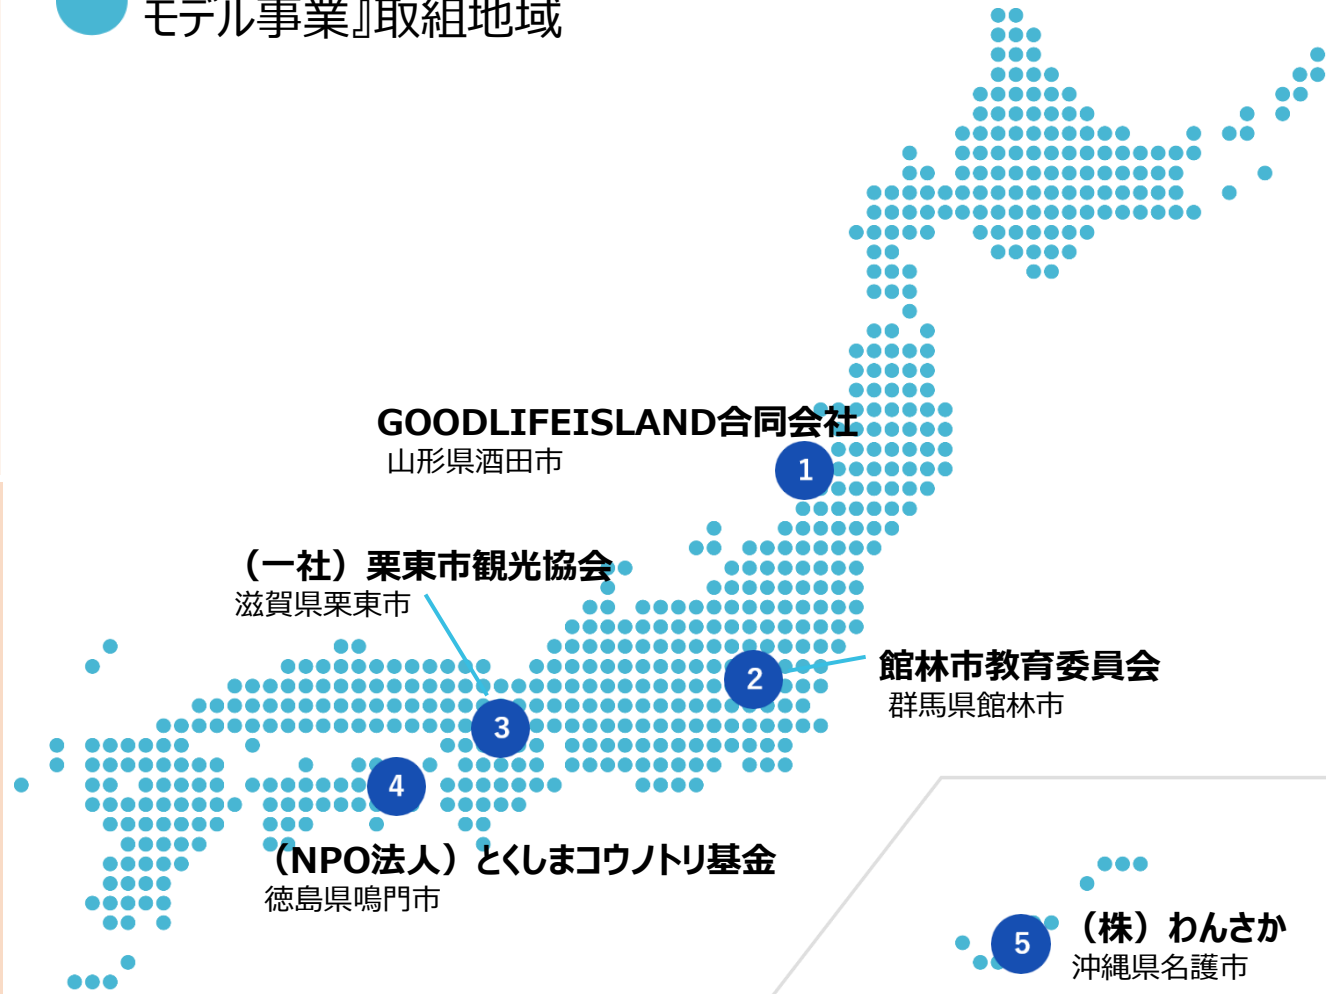 モデル事業』取組地域
GOODLIFEISLAND合同会社
山形県酒田市
1
（一社）栗東市観光協会
滋賀県栗東市
館林市教育委員会
群馬県館林市
2
3
4
（NPO法人）とくしまコウノトリ基金
徳島県鳴門市
（株）わんさか
沖縄県名護市
5